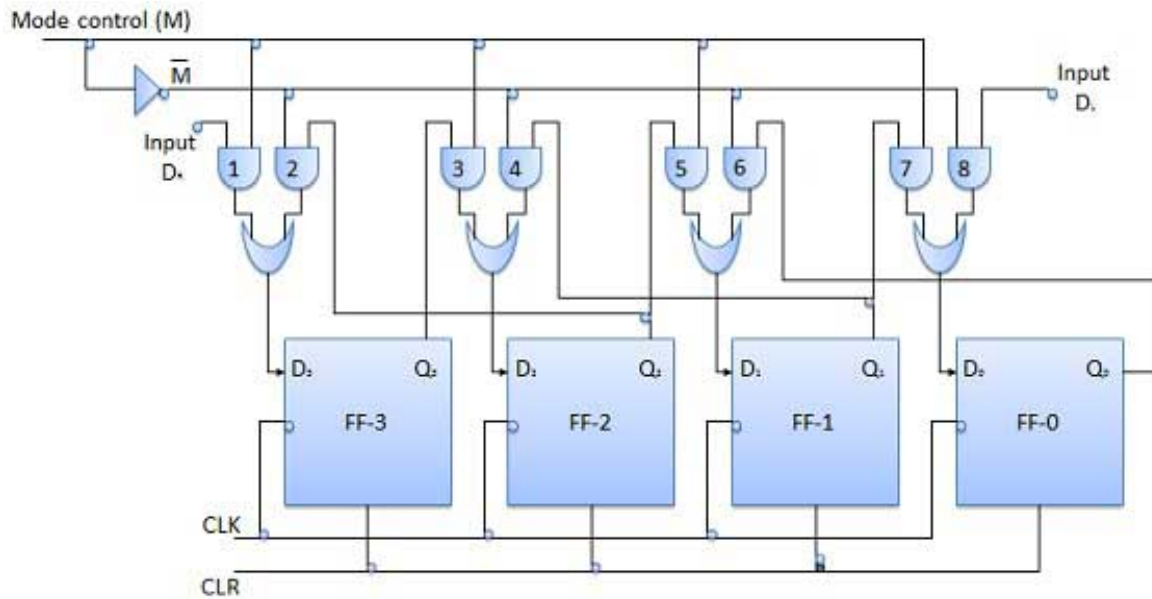 Mode control (M)
M̅
Input
D
Input
D
1
2
3
4
5
6
7
8
D₃
Q₃
FF-3
D₂
Q₂
FF-2
D₁
Q₁
FF-1
D₀
Q₀
FF-0
CLK
CLR